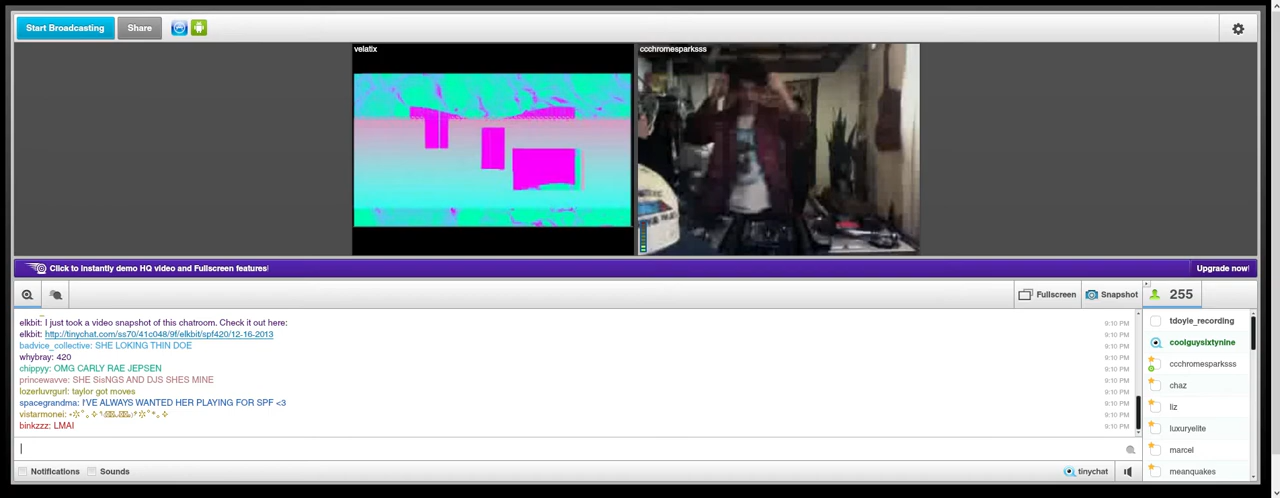 Start Broadcasting
Share
velatix
ccchromesparksss
Click to instantly demo HQ video and Fullscreen features!
Upgrade now!
Fullscreen
Snapshot
255
elkbit: I just took a video snapshot of this chatroom. Check it out here:
9:10 PM
elkbit: http://tinychat.com/ss70/41c048/9f/elkbit/spf420/12-16-2013
9:10 PM
badvice_collective: SHE LOKING THIN DOE
9:10 PM
whybray: 420
9:10 PM
chippyy: OMG CARLY RAE JEPSEN
9:10 PM
princewavve: SHE SisNGS AND DJS SHES MINE
9:10 PM
lozerluvrgurl: taylor got moves
9:10 PM
spacegrandma: I'VE ALWAYS WANTED HER PLAYING FOR SPF <3
9:10 PM
vistarmonei:
9:10 PM
binkzzz: LMAI
9:10 PM
tdoyle_recording
coolguysixtynine
ccchromesparksss
chaz
liz
luxuryelite
marcel
meanquakes
Notifications
Sounds
tinychat